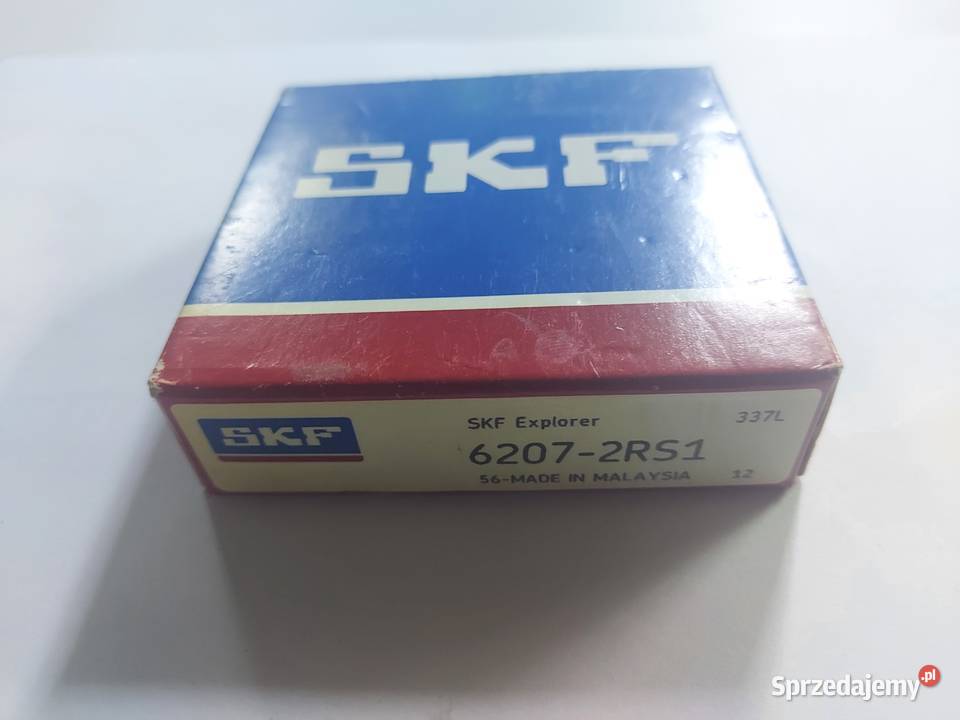 SKF
SKF
SKF Explorer 337L
6207-2RS1
56-MADE IN MALAYSIA 12
Sprzedajemy.pl